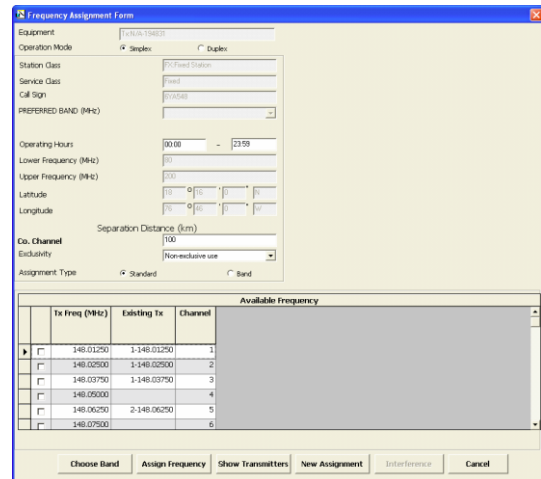 Frequency Assignment Form
Equipment Tx:N/A-194831
Operation Mode Simplex Duplex
Station Class FX:Fixed Station
Service Class Fixed
Call Sign 6YA548
PREFERRED BAND (MHz)
Operating Hours 00:00 - 23:59
Lower Frequency (MHz) 80
Upper Frequency (MHz) 200
Latitude 18 ° 16 ' 0 " N
Longitude 76 ° 46 ' 0 " W
Separation Distance (km)
Co. Channel 100
Exclusivity Non-exclusive use
Assignment Type Standard Band
Available Frequency
Tx Freq (MHz) Existing Tx Channel
148.01250 1-148.01250 1
148.02500 1-148.02500 2
148.03750 1-148.03750 3
148.05000 4
148.06250 2-148.06250 5
148.07500 6
Choose Band Assign Frequency Show Transmitters New Assignment Interference Cancel